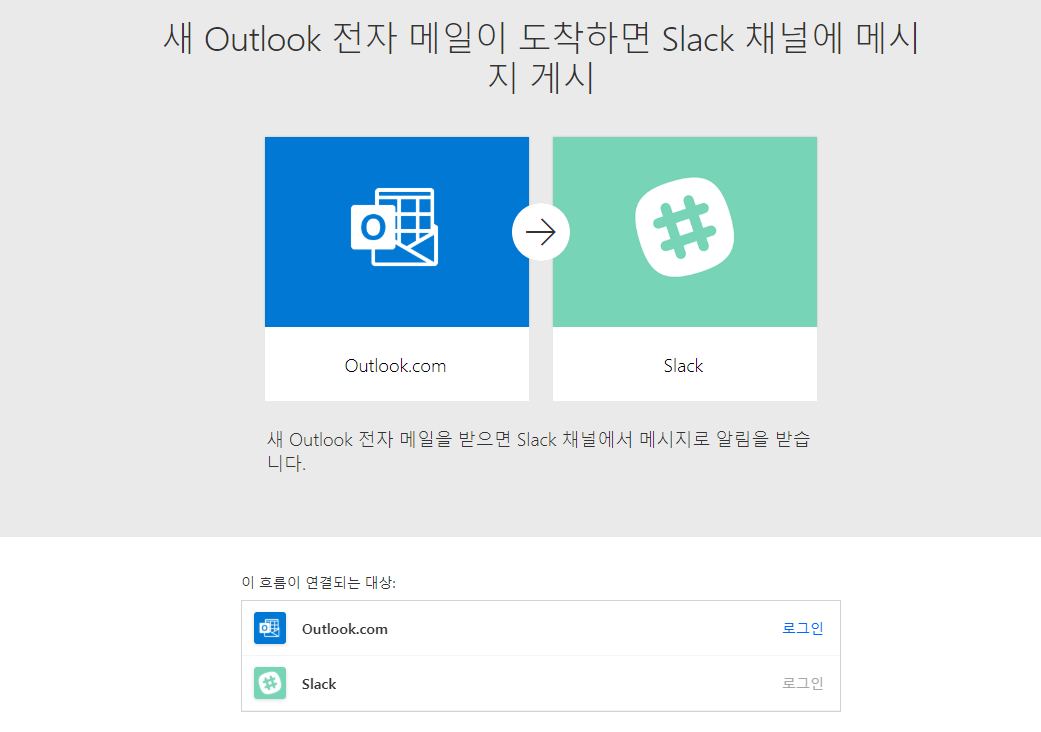 새 Outlook 전자 메일이 도착하면 Slack 채널에 메시
지 게시
Outlook.com
Slack
새 Outlook 전자 메일을 받으면 Slack 채널에서 메시지로 알림을 받습
니다.
이 흐름이 연결되는 대상:
Outlook.com 로그인
Slack 로그인